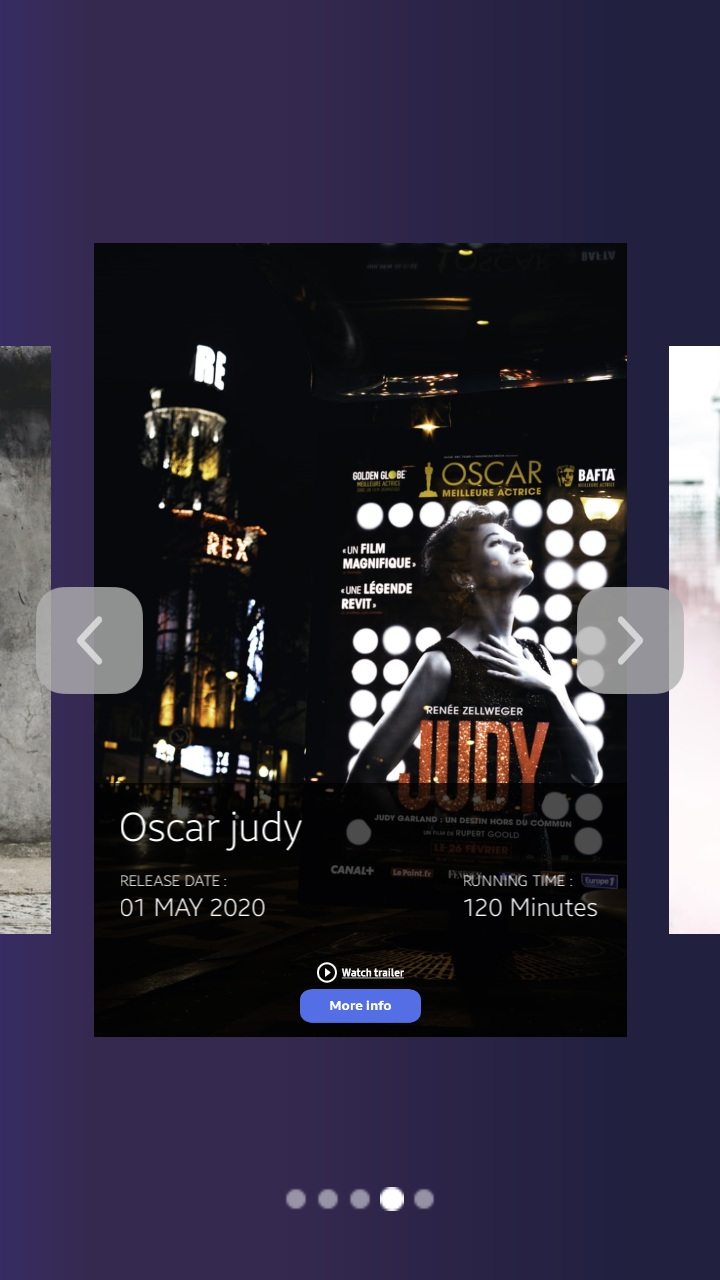 RE
REX
GOLDEN GLOBE
MEILLEURE ACTRICE
OSCAR
MEILLEURE ACTRICE
BAFTA
MEILLEURE ACTRICE
«UN FILM
MAGNIFIQUE»
«UNE LÉGENDE
REVIT»
RENÉE ZELLWEGER
JUDY
JUDY GARLAND : UN DESTIN HORS DU COMMUN
UN FILM DE RUPERT GOOLD
LE 26 FÉVRIER
CANAL+
Le Point.fr
Europe 1
Oscar judy
RELEASE DATE :
01 MAY 2020
RUNNING TIME :
120 Minutes
Watch trailer
More info